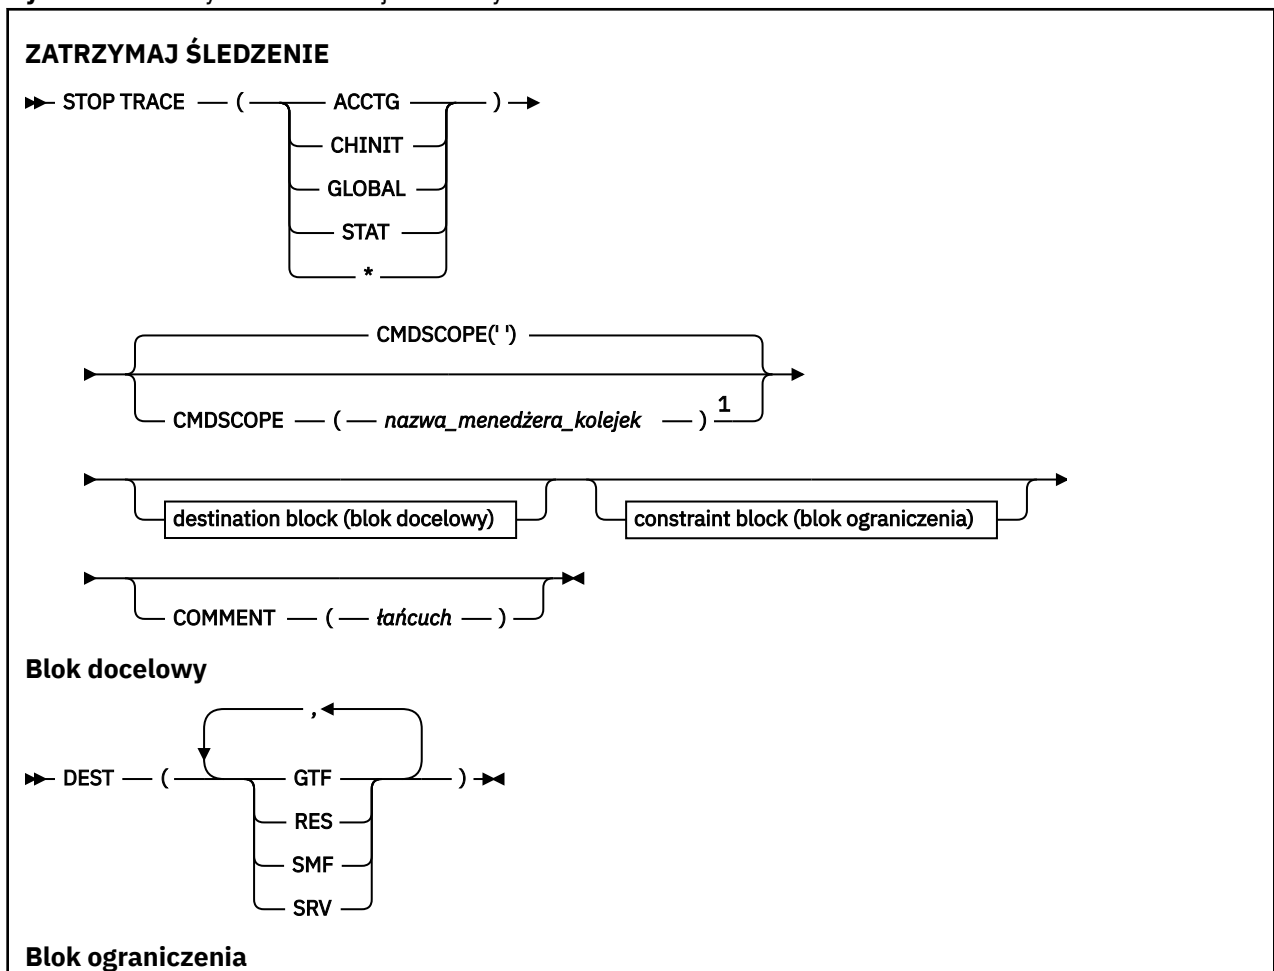 ZATRZYMAJ ŚLEDZENIE
STOP TRACE ( ACCTG )
CHINIT
GLOBAL
STAT
*
CMDSCOPE(' ')
CMDSCOPE ( nazwa_menedżera_kolejek ) 1
destination block (blok docelowy) constraint block (blok ograniczenia)
COMMENT ( łańcuch )
Blok docelowy
,
DEST ( GTF )
RES
SMF
SRV
Blok ograniczenia